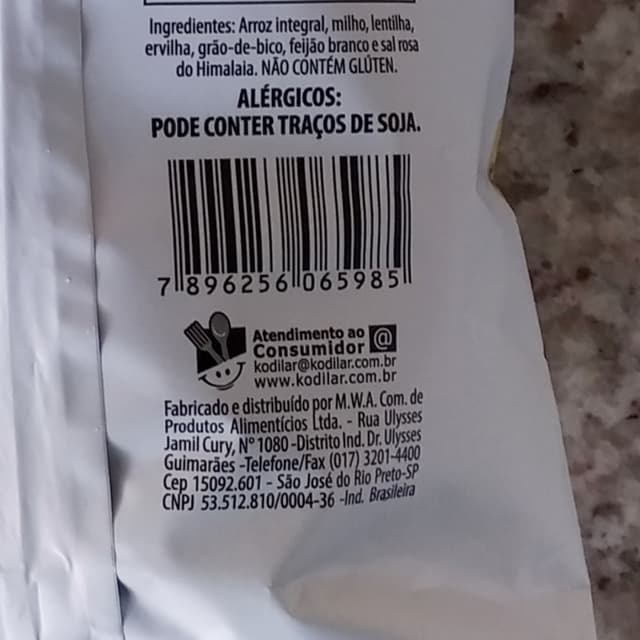 Ingredientes: Arroz integral, milho, lentilha,
ervilha, grão-de-bico, feijão branco e sal rosa
do Himalaia. NÃO CONTÉM GLÚTEN.
ALÉRGICOS:
PODE CONTER TRAÇOS DE SOJA.
7 896256 065985
Atendimento ao
Consumidor @
kodilar@kodilar.com.br
www.kodilar.com.br
Fabricado e distribuído por M.W.A. Com. de
Produtos Alimentícios Ltda. - Rua Ulysses
Jamil Cury, N° 1080 -Distrito Ind. Dr. Ulysses
Guimarães -Telefone/Fax (017) 3201-4400
Cep 15092.601 - São José do Rio Preto-SP
CNPJ 53.512.810/0004-36 -Ind. Brasileira